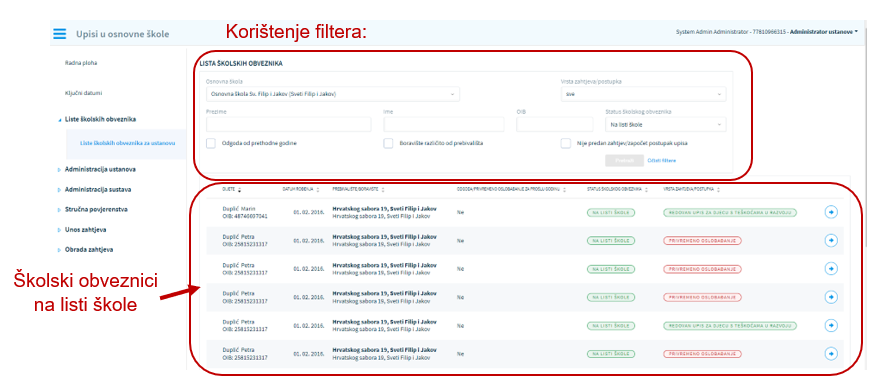 Korištenje filtera:
Upisi u osnovne škole
System Admin Administrator - 77810966315 - Administrator ustanove
Radna ploha
Ključni datumi
Liste školskih obveznika
Liste školskih obveznika za ustanovu
Administracija ustanova
Administracija sustava
Stručna povjerenstva
Unos zahtjeva
Obrada zahtjeva
LISTA ŠKOLSKIH OBVEZNIKA
Osnovna škola
Vrsta zahtjeva/postupka
Osnovna škola Sv. Filip i Jakov (Sveti Filip i Jakov)
sve
Prezime
Ime
OIB
Status školskog obveznika
Na listi škole
Odgoda od prethodne godine
Boravište različito od prebivališta
Nije predan zahtjev/započet postupak upisa
Pretraži
Očisti filtere
DIJETE
DATUM ROĐENJA
PREBIVALIŠTE/BORAVIŠTE
ODGODA/PRIVREMENO OSLOBAĐANJE ZA PROŠLU GODINU
STATUS ŠKOLSKOG OBVEZNIKA
VRSTA ZAHTJEVA/POSTUPKA
Duplić Marin
OIB: 48746037041
01. 02. 2016.
Hrvatskog sabora 19, Sveti Filip i Jakov
Hrvatskog sabora 19, Sveti Filip i Jakov
Ne
NA LISTI ŠKOLE
REDOVAN UPIS ZA DJECU S TEŠKOĆAMA U RAZVOJU
Duplić Petra
OIB: 25815231317
01. 02. 2016.
Hrvatskog sabora 19, Sveti Filip i Jakov
Hrvatskog sabora 19, Sveti Filip i Jakov
Ne
NA LISTI ŠKOLE
PRIVREMENO OSLOBAĐANJE
Duplić Petra
OIB: 25815231317
01. 02. 2016.
Hrvatskog sabora 19, Sveti Filip i Jakov
Hrvatskog sabora 19, Sveti Filip i Jakov
Ne
NA LISTI ŠKOLE
PRIVREMENO OSLOBAĐANJE
Duplić Petra
OIB: 25815231317
01. 02. 2016.
Hrvatskog sabora 19, Sveti Filip i Jakov
Hrvatskog sabora 19, Sveti Filip i Jakov
Ne
NA LISTI ŠKOLE
PRIVREMENO OSLOBAĐANJE
Duplić Petra
OIB: 25815231317
01. 02. 2016.
Hrvatskog sabora 19, Sveti Filip i Jakov
Hrvatskog sabora 19, Sveti Filip i Jakov
Ne
NA LISTI ŠKOLE
REDOVAN UPIS ZA DJECU S TEŠKOĆAMA U RAZVOJU
Duplić Petra
OIB: 25815231317
01. 02. 2016.
Hrvatskog sabora 19, Sveti Filip i Jakov
Hrvatskog sabora 19, Sveti Filip i Jakov
Ne
NA LISTI ŠKOLE
PRIVREMENO OSLOBAĐANJE
Školski obveznici
na listi škole